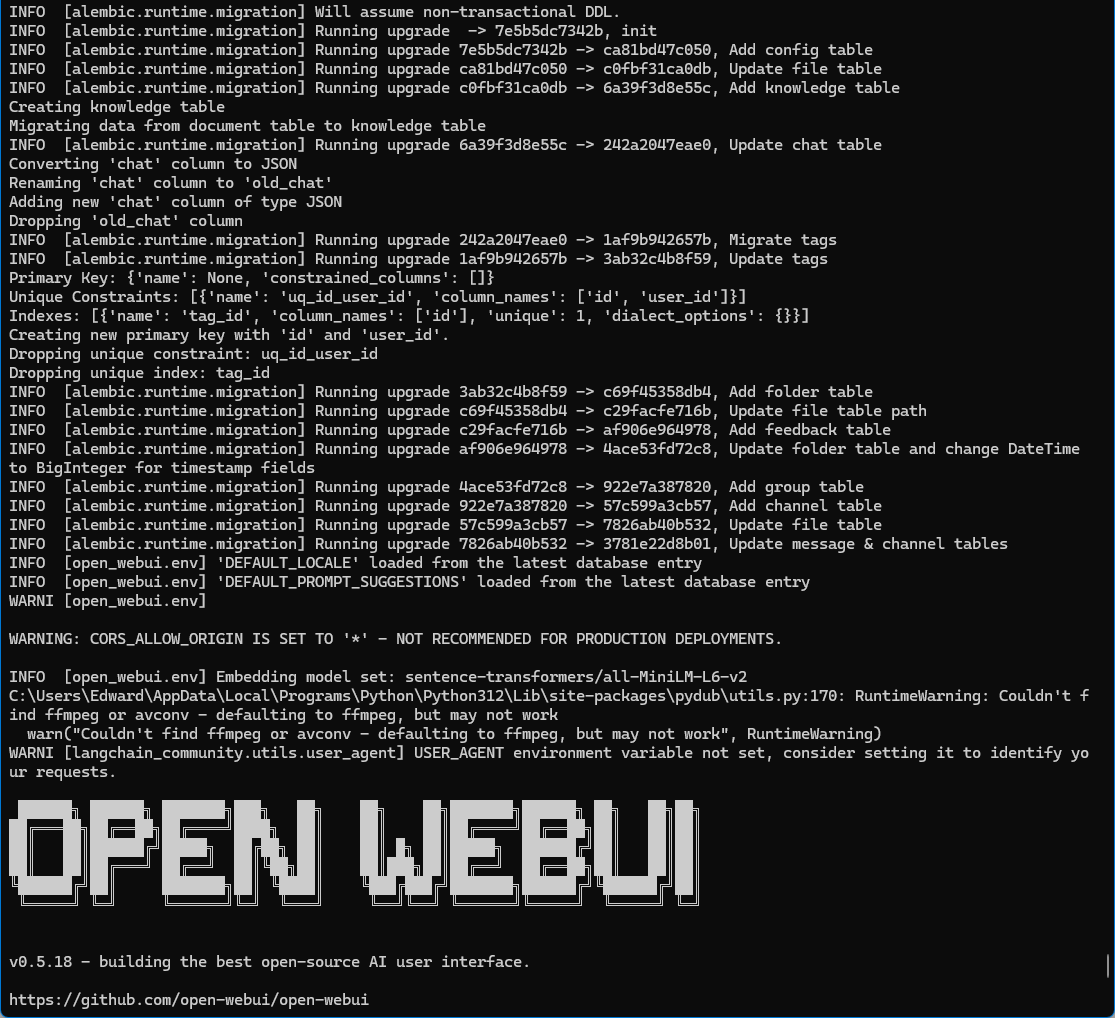 INFO  [alembic.runtime.migration] Will assume non-transactional DDL.
INFO  [alembic.runtime.migration] Running upgrade  -> 7e5b5dc7342b, init
INFO  [alembic.runtime.migration] Running upgrade 7e5b5dc7342b -> ca81bd47c050, Add config table
INFO  [alembic.runtime.migration] Running upgrade ca81bd47c050 -> c0fbf31ca0db, Update file table
INFO  [alembic.runtime.migration] Running upgrade c0fbf31ca0db -> 6a39f3d8e55c, Add knowledge table
Creating knowledge table
Migrating data from document table to knowledge table
INFO  [alembic.runtime.migration] Running upgrade 6a39f3d8e55c -> 242a2047eae0, Update chat table
Converting 'chat' column to JSON
Renaming 'chat' column to 'old_chat'
Adding new 'chat' column of type JSON
Dropping 'old_chat' column
INFO  [alembic.runtime.migration] Running upgrade 242a2047eae0 -> 1af9b942657b, Migrate tags
INFO  [alembic.runtime.migration] Running upgrade 1af9b942657b -> 3ab32c4b8f59, Update tags
Primary Key: {'name': None, 'constrained_columns': []}
Unique Constraints: [{'name': 'uq_id_user_id', 'column_names': ['id', 'user_id']}]
Indexes: [{'name': 'tag_id', 'column_names': ['id'], 'unique': 1, 'dialect_options': {}}]
Creating new primary key with 'id' and 'user_id'.
Dropping unique constraint: uq_id_user_id
Dropping unique index: tag_id
INFO  [alembic.runtime.migration] Running upgrade 3ab32c4b8f59 -> c69f45358db4, Add folder table
INFO  [alembic.runtime.migration] Running upgrade c69f45358db4 -> c29facfe716b, Update file table path
INFO  [alembic.runtime.migration] Running upgrade c29facfe716b -> af906e964978, Add feedback table
INFO  [alembic.runtime.migration] Running upgrade af906e964978 -> 4ace53fd72c8, Update folder table and change DateTime
to BigInteger for timestamp fields
INFO  [alembic.runtime.migration] Running upgrade 4ace53fd72c8 -> 922e7a387820, Add group table
INFO  [alembic.runtime.migration] Running upgrade 922e7a387820 -> 57c599a3cb57, Add channel table
INFO  [alembic.runtime.migration] Running upgrade 57c599a3cb57 -> 7826ab40b532, Update file table
INFO  [alembic.runtime.migration] Running upgrade 7826ab40b532 -> 3781e22d8b01, Update message & channel tables
INFO  [open_webui.env] 'DEFAULT_LOCALE' loaded from the latest database entry
INFO  [open_webui.env] 'DEFAULT_PROMPT_SUGGESTIONS' loaded from the latest database entry
WARNI [open_webui.env]
WARNING: CORS_ALLOW_ORIGIN IS SET TO '*' - NOT RECOMMENDED FOR PRODUCTION DEPLOYMENTS.
INFO  [open_webui.env] Embedding model set: sentence-transformers/all-MiniLM-L6-v2
C:\Users\Edward\AppData\Local\Programs\Python\Python312\Lib\site-packages\pydub\utils.py:170: RuntimeWarning: Couldn't f
ind ffmpeg or avconv - defaulting to ffmpeg, but may not work
  warn("Couldn't find ffmpeg or avconv - defaulting to ffmpeg, but may not work", RuntimeWarning)
WARNI [langchain_community.utils.user_agent] USER_AGENT environment variable not set, consider setting it to identify yo
ur requests.
OPEN WEBUI
v0.5.18 - building the best open-source AI user interface.
https://github.com/open-webui/open-webui